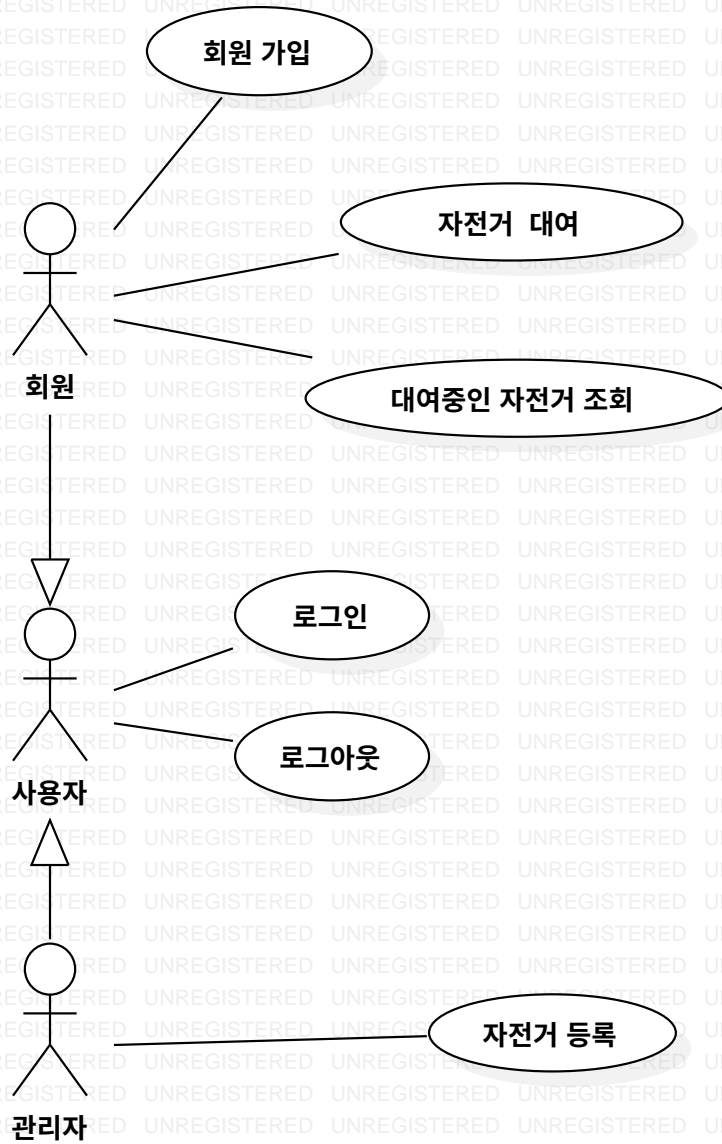 회원 가입
자전거 대여
회원
대여중인 자전거 조회
로그인
로그아웃
사용자
자전거 등록
관리자
UNREGISTERED